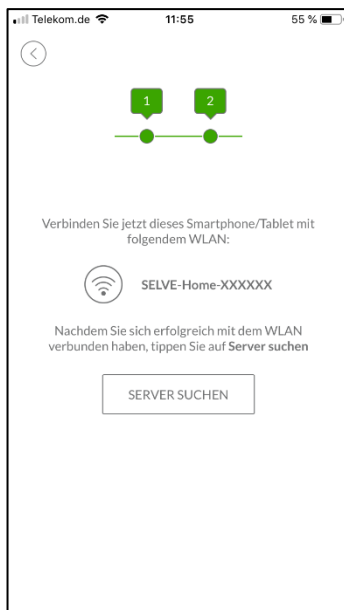 Telekom.de 11:55 55 %
1 2
Verbinden Sie jetzt dieses Smartphone/Tablet mit
folgendem WLAN:
SELVE-Home-XXXXXX
Nachdem Sie sich erfolgreich mit dem WLAN
verbunden haben, tippen Sie auf Server suchen
SERVER SUCHEN